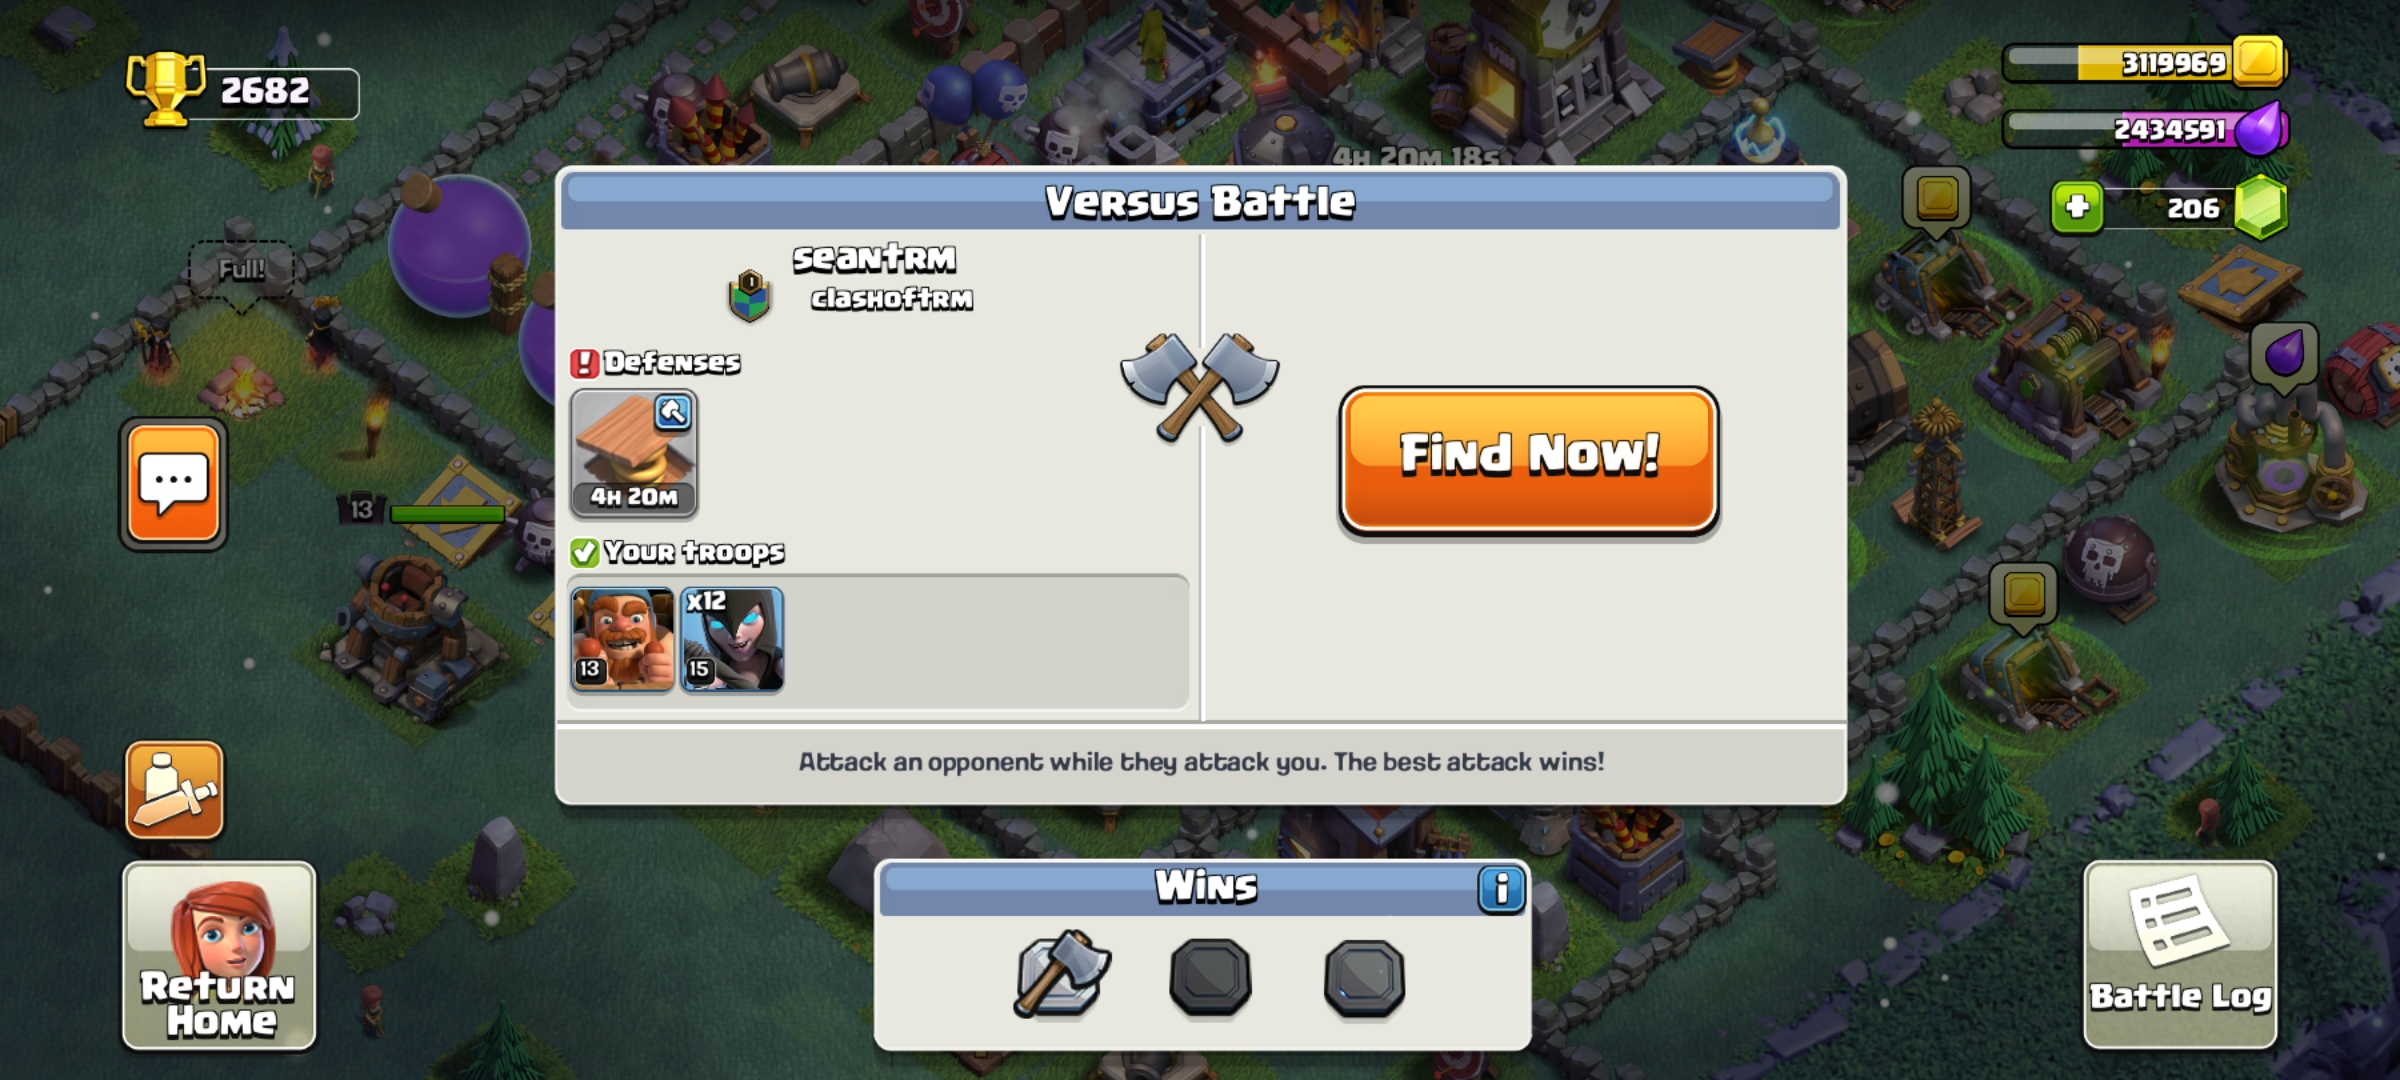 2682
3119969
2434591
206
4H 20M 18S
Versus Battle
seantrm
1
clashoftrm
Full!
! Defenses
4H 20M
Find Now!
13
Your troops
13
x12
15
Attack an opponent while they attack you. The best attack wins!
Wins
i
Return
Home
Battle Log